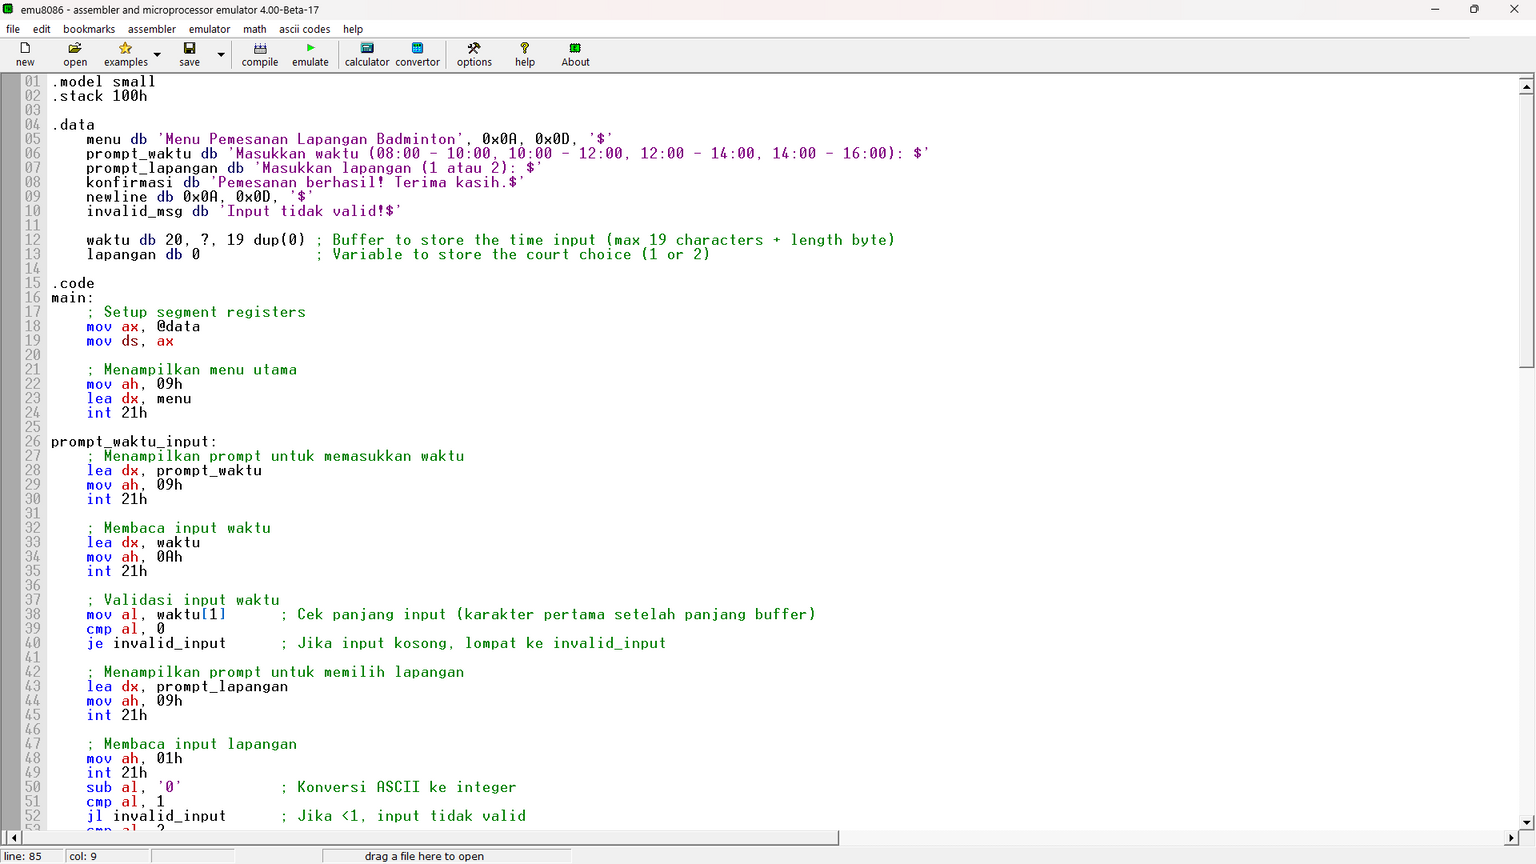 emu8086 - assembler and microprocessor emulator 4.00-Beta-17
file edit bookmarks assembler emulator math ascii codes help
new open examples save compile emulate calculator convertor options help About
01 .model small
02 .stack 100h
03
04 .data
05 menu db 'Menu Pemesanan Lapangan Badminton', 0x0A, 0x0D, '$'
06 prompt_waktu db 'Masukkan waktu (08:00 - 10:00, 10:00 - 12:00, 12:00 - 14:00, 14:00 - 16:00): $'
07 prompt_lapangan db 'Masukkan lapangan (1 atau 2): $'
08 konfirmasi db 'Pemesanan berhasil! Terima kasih.$'
09 newline db 0x0A, 0x0D, '$'
10 invalid_msg db 'Input tidak valid!$'
11
12 waktu db 20, ?, 19 dup(0) ; Buffer to store the time input (max 19 characters + length byte)
13 lapangan db 0 ; Variable to store the court choice (1 or 2)
14
15 .code
16 main:
17 ; Setup segment registers
18 mov ax, @data
19 mov ds, ax
20
21 ; Menampilkan menu utama
22 mov ah, 09h
23 lea dx, menu
24 int 21h
25
26 prompt_waktu_input:
27 ; Menampilkan prompt untuk memasukkan waktu
28 lea dx, prompt_waktu
29 mov ah, 09h
30 int 21h
31
32 ; Membaca input waktu
33 lea dx, waktu
34 mov ah, 0Ah
35 int 21h
36
37 ; Validasi input waktu
38 mov al, waktu[1] ; Cek panjang input (karakter pertama setelah panjang buffer)
39 cmp al, 0
40 je invalid_input ; Jika input kosong, lompat ke invalid_input
41
42 ; Menampilkan prompt untuk memilih lapangan
43 lea dx, prompt_lapangan
44 mov ah, 09h
45 int 21h
46
47 ; Membaca input lapangan
48 mov ah, 01h
49 int 21h
50 sub al, '0' ; Konversi ASCII ke integer
51 cmp al, 1
52 jl invalid_input ; Jika <1, input tidak valid
53 cmp al, 2
line: 85 col: 9 drag a file here to open